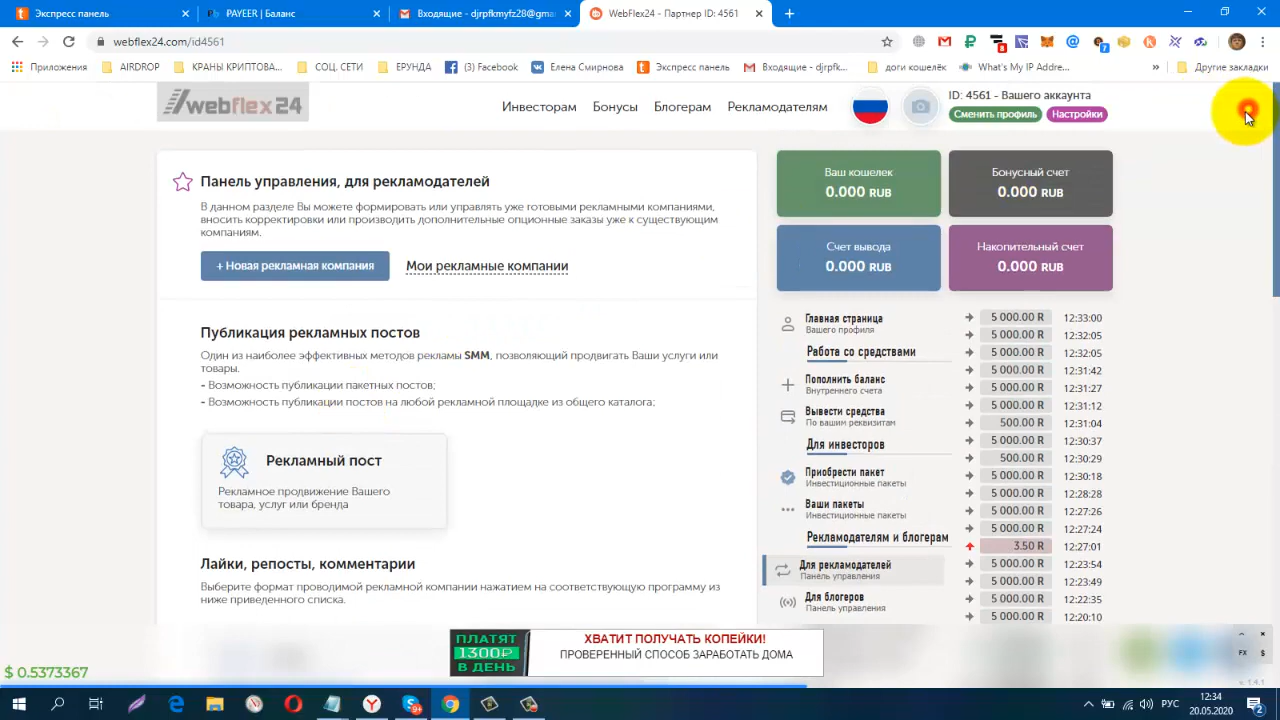 Экспресс панель
PAYEER | Баланс
Входящие - djrpfkmyfz28@gma
WebFlex24 - Партнер ID: 4561
webflex24.com/id4561
Приложения
AIRDROP
КРАНЫ КРИПТОВА...
СОЦ. СЕТИ
ЕРУНДА
(3) Facebook
Елена Смирнова
Экспресс панель
Входящие - djrpfk...
доги кошелёк
What's My IP Addre...
»
Другие закладки
webflex24
Инвесторам
Бонусы
Блогерам
Рекламодателям
ID: 4561 - Вашего аккаунта
Сменить профиль
Настройки
Панель управления, для рекламодателей
В данном разделе Вы можете формировать или управлять уже готовыми рекламными компаниями,
вносить корректировки или производить дополнительные опционные заказы уже к существующим
компаниям.
+ Новая рекламная компания
Мои рекламные компании
Публикация рекламных постов
Один из наиболее эффективных методов рекламы SMM, позволяющий продвигать Ваши услуги или
товары.
- Возможность публикации пакетных постов;
- Возможность публикации постов на любой рекламной площадке из общего каталога;
Рекламный пост
Рекламное продвижение Вашего
товара, услуг или бренда
Лайки, репосты, комментарии
Выберите формат проводимой рекламной компании нажатием на соответствующую программу из
ниже приведенного списка.
Ваш кошелек
0.000 RUB
Бонусный счет
0.000 RUB
Счет вывода
0.000 RUB
Накопительный счет
0.000 RUB
Главная страница
Вашего профиля
Работа со средствами
Пополнить баланс
Внутреннего счета
Вывести средства
По вашим реквизитам
Для инвесторов
Приобрести пакет
Инвестиционные пакеты
Ваши пакеты
Инвестиционные пакеты
Рекламодателям и блогерам
Для рекламодателей
Панель управления
Для блогеров
Панель управления
5 000.00 R 12:33:00
5 000.00 R 12:32:05
5 000.00 R 12:32:05
5 000.00 R 12:31:42
5 000.00 R 12:31:27
5 000.00 R 12:31:12
500.00 R 12:31:04
5 000.00 R 12:30:37
500.00 R 12:30:29
5 000.00 R 12:30:18
5 000.00 R 12:28:28
5 000.00 R 12:27:26
5 000.00 R 12:27:24
3.50 R 12:27:01
5 000.00 R 12:23:54
5 000.00 R 12:23:49
5 000.00 R 12:22:35
5 000.00 R 12:20:10
ПЛАТЯТ
1300₽
В ДЕНЬ
ХВАТИТ ПОЛУЧАТЬ КОПЕЙКИ!
ПРОВЕРЕННЫЙ СПОСОБ ЗАРАБОТАТЬ ДОМА
FX $
$ 0.5373367
v. 1.4.1
РУС
12:34
20.05.2020